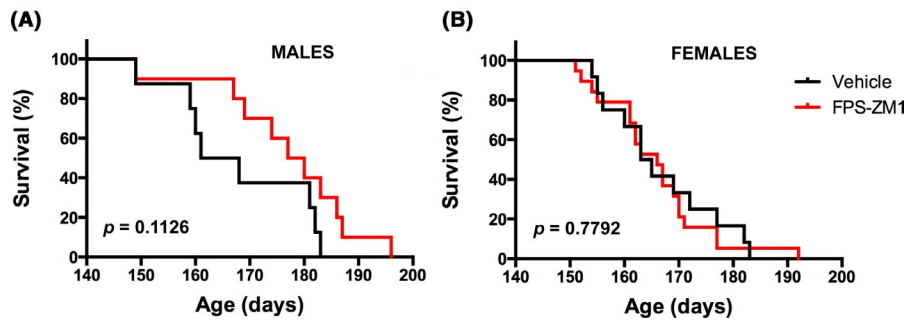 (A)
MALES
Survival (%)
100
80
60
40
20
0
p = 0.1126
140 150 160 170 180 190 200
Age (days)
(B)
FEMALES
Survival (%)
100
80
60
40
20
0
p = 0.7792
140 150 160 170 180 190 200
Age (days)
Vehicle
FPS-ZM1